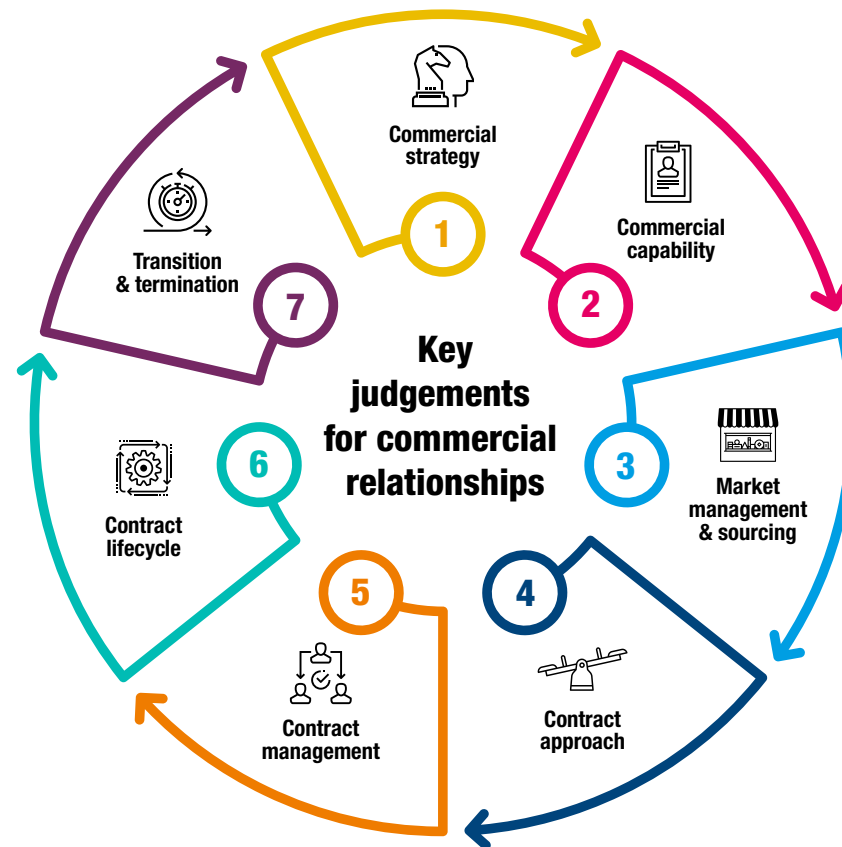 Key
judgements
for commercial
relationships
1
Commercial
strategy
2
Commercial
capability
3
Market
management
& sourcing
4
Contract
approach
5
Contract
management
6
Contract
lifecycle
7
Transition
& termination